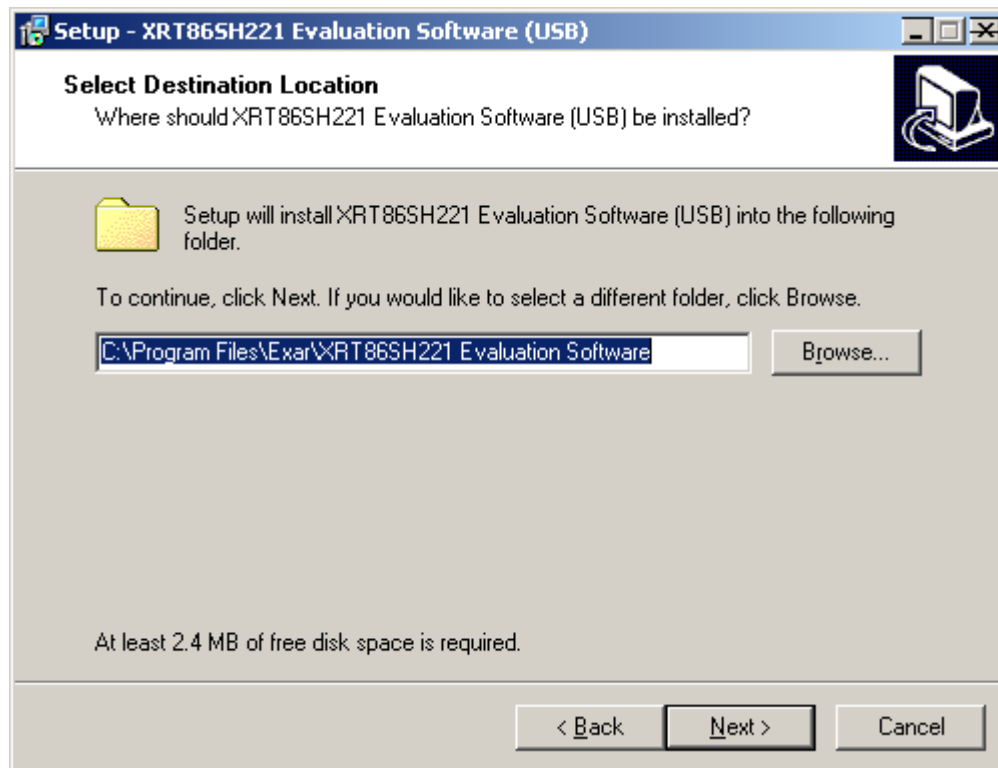 Setup - XRT86SH221 Evaluation Software (USB)
Select Destination Location
Where should XRT86SH221 Evaluation Software (USB) be installed?
Setup will install XRT86SH221 Evaluation Software (USB) into the following
folder.
To continue, click Next. If you would like to select a different folder, click Browse.
C:\Program Files\Exar\XRT86SH221 Evaluation Software
Browse...
At least 2.4 MB of free disk space is required.
< Back
Next >
Cancel